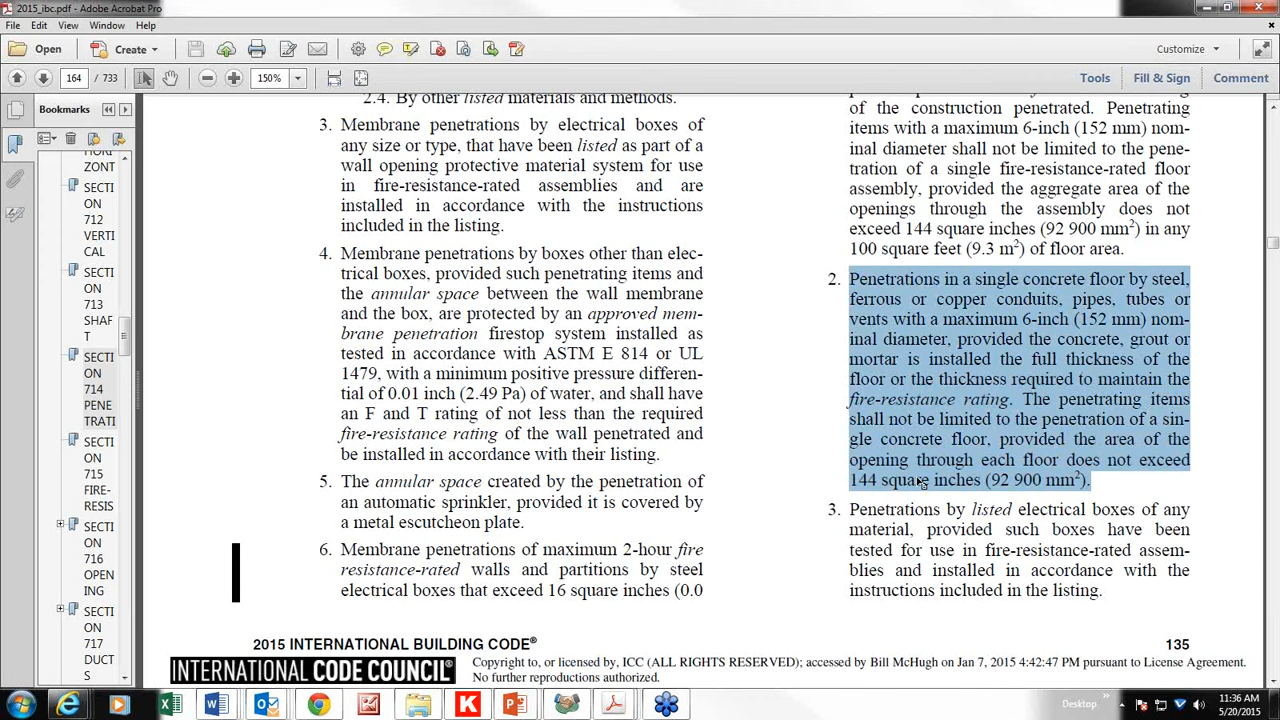 2015_ibc.pdf - Adobe Acrobat Pro
File Edit View Window Help
Open Create Customize
164 / 733 150% Tools Fill & Sign Comment
Bookmarks
HORI
ZONT
SECTI
ON
712
VERTI
CAL
SECTI
ON
713
SHAF
T
SECTI
ON
714
PENE
TRATI
SECTI
ON
715
FIRE-
RESIS
SECTI
ON
716
OPEN
ING
SECTI
ON
717
DUCT
S
2.4. By other listed materials and methods.
3. Membrane penetrations by electrical boxes of
any size or type, that have been listed as part of a
wall opening protective material system for use
in fire-resistance-rated assemblies and are
installed in accordance with the instructions
included in the listing.
4. Membrane penetrations by boxes other than elec-
trical boxes, provided such penetrating items and
the annular space between the wall membrane
and the box, are protected by an approved mem-
brane penetration firestop system installed as
tested in accordance with ASTM E 814 or UL
1479, with a minimum positive pressure differen-
tial of 0.01 inch (2.49 Pa) of water, and shall have
an F and T rating of not less than the required
fire-resistance rating of the wall penetrated and
be installed in accordance with their listing.
5. The annular space created by the penetration of
an automatic sprinkler, provided it is covered by
a metal escutcheon plate.
6. Membrane penetrations of maximum 2-hour fire
resistance-rated walls and partitions by steel
electrical boxes that exceed 16 square inches (0.0
of the construction penetrated. Penetrating
items with a maximum 6-inch (152 mm) nom-
inal diameter shall not be limited to the pene-
tration of a single fire-resistance-rated floor
assembly, provided the aggregate area of the
openings through the assembly does not
exceed 144 square inches (92 900 mm²) in any
100 square feet (9.3 m²) of floor area.
2. Penetrations in a single concrete floor by steel,
ferrous or copper conduits, pipes, tubes or
vents with a maximum 6-inch (152 mm) nom-
inal diameter, provided the concrete, grout or
mortar is installed the full thickness of the
floor or the thickness required to maintain the
fire-resistance rating. The penetrating items
shall not be limited to the penetration of a sin-
gle concrete floor, provided the area of the
opening through each floor does not exceed
144 square inches (92 900 mm²).
3. Penetrations by listed electrical boxes of any
material, provided such boxes have been
tested for use in fire-resistance-rated assem-
blies and installed in accordance with the
instructions included in the listing.
2015 INTERNATIONAL BUILDING CODE® 135
INTERNATIONAL CODE COUNCIL® Copyright to, or licensed by, ICC (ALL RIGHTS RESERVED); accessed by Bill McHugh on Jan 7, 2015 4:42:47 PM pursuant to License Agreement.
No further reproductions authorized.
Desktop
11:36 AM
5/20/2015